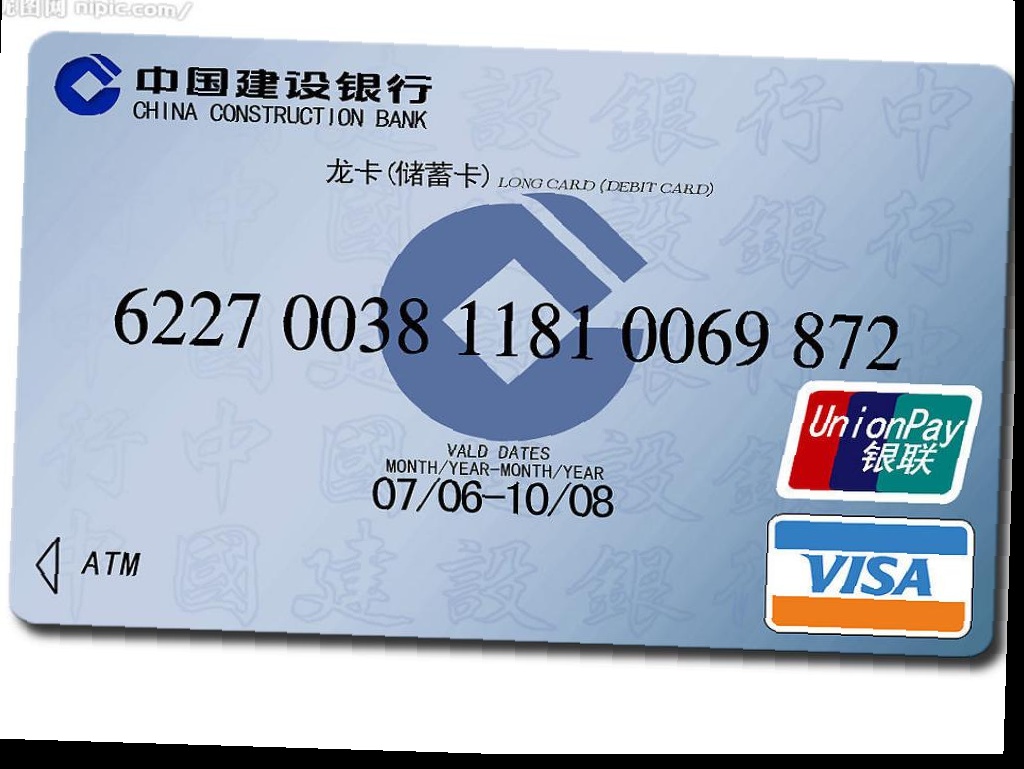 nipic.com/
中国建设银行
CHINA CONSTRUCTION BANK
龙卡(储蓄卡) LONG CARD (DEBIT CARD)
6227 0038 1181 0069 872
VALD DATES
MONTH/YEAR-MONTH/YEAR
07/06-10/08
ATM
UnionPay
银联
VISA